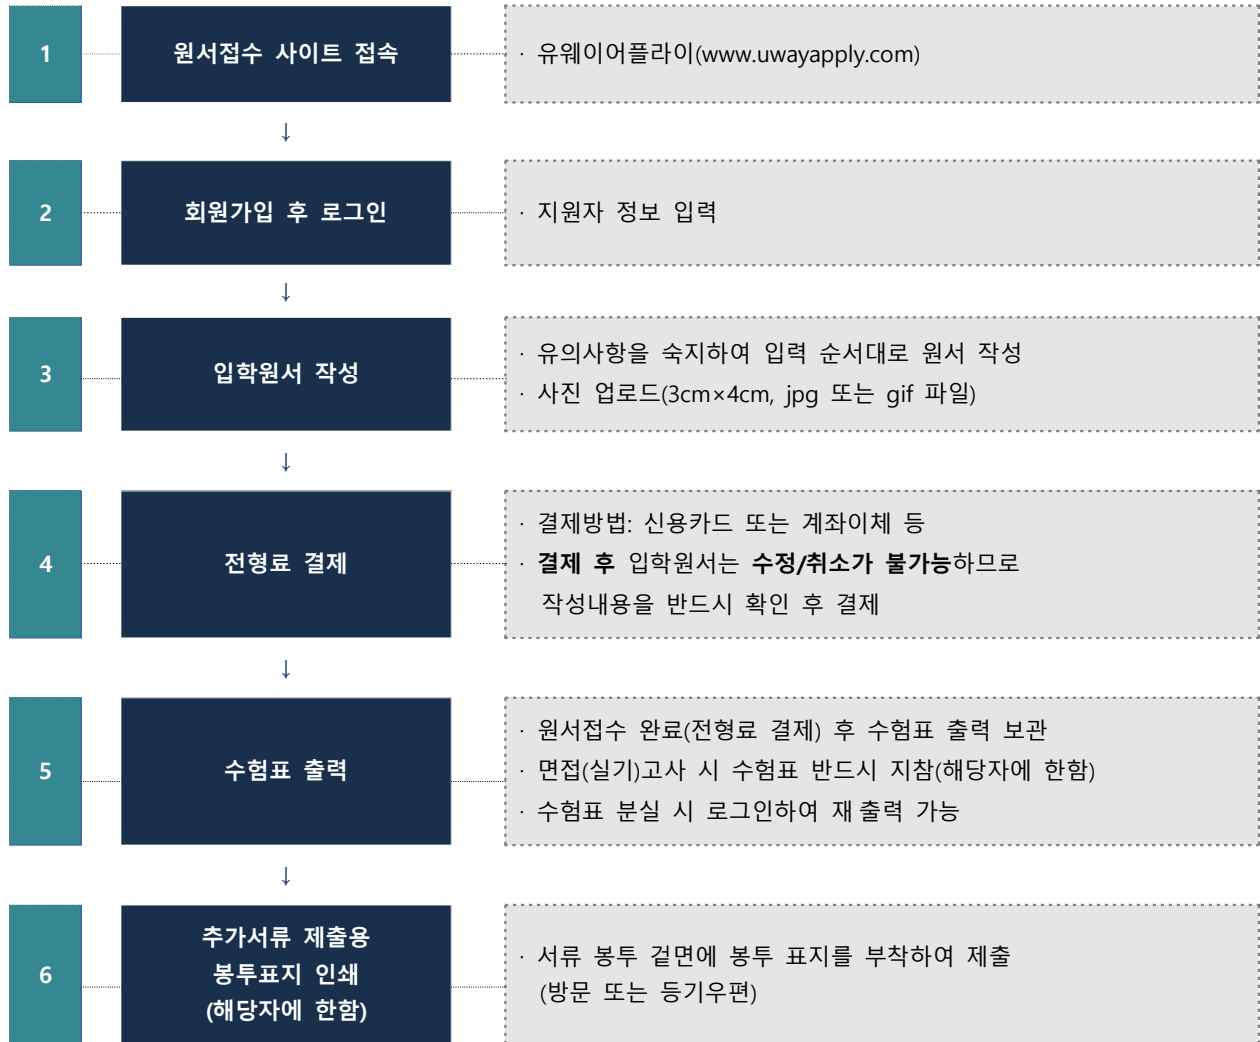 1
원서접수 사이트 접속
· 유웨이어플라이(www.uwayapply.com)
↓
2
회원가입 후 로그인
· 지원자 정보 입력
↓
3
입학원서 작성
· 유의사항을 숙지하여 입력 순서대로 원서 작성
· 사진 업로드(3cm×4cm, jpg 또는 gif 파일)
↓
4
전형료 결제
· 결제방법: 신용카드 또는 계좌이체 등
· 결제 후 입학원서는 수정/취소가 불가능하므로
작성내용을 반드시 확인 후 결제
↓
5
수험표 출력
· 원서접수 완료(전형료 결제) 후 수험표 출력 보관
· 면접(실기)고사 시 수험표 반드시 지참(해당자에 한함)
· 수험표 분실 시 로그인하여 재 출력 가능
↓
6
추가서류 제출용
봉투표지 인쇄
(해당자에 한함)
· 서류 봉투 겉면에 봉투 표지를 부착하여 제출
(방문 또는 등기우편)